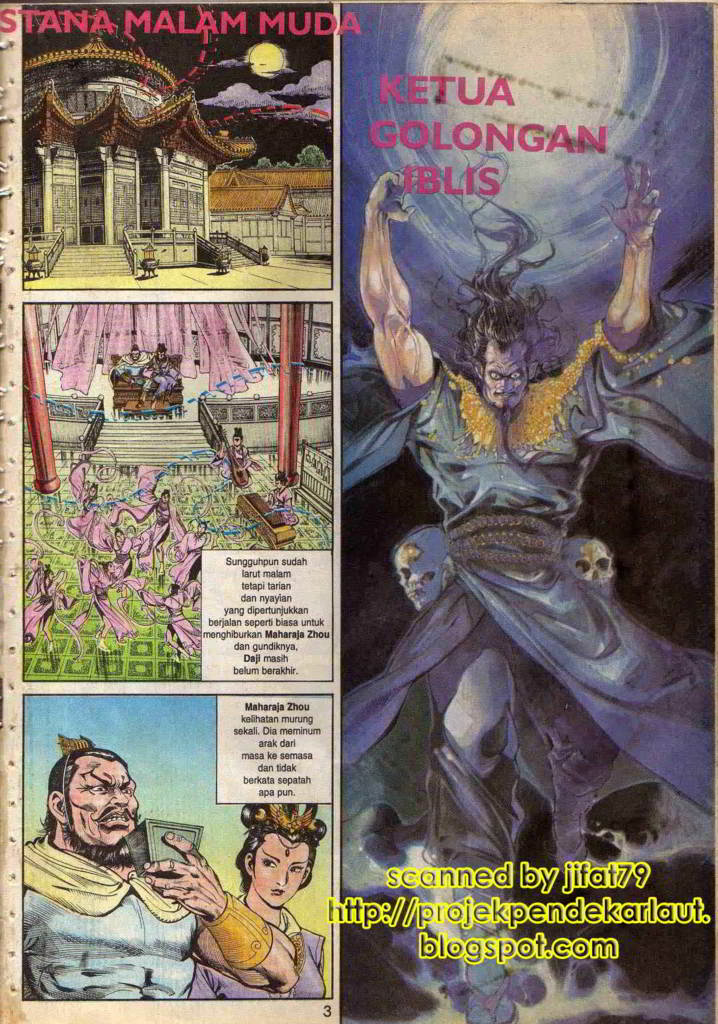 STANA MALAM MUDA
KETUA
GOLONGAN
IBLIS
Sungguhpun sudah
larut malam
tetapi tarian
dan nyayian
yang dipertunjukkan
berjalan seperti biasa untuk
menghiburkan Maharaja Zhou
dan gundiknya,
Daji masih
belum berakhir.
Maharaja Zhou
kelihatan murung
sekali. Dia meminum
arak dari
masa ke semasa
dan tidak
berkata sepatah
apa pun.
3
scanned by jifat79
http://projekpendekarlaut.
blogspot.com